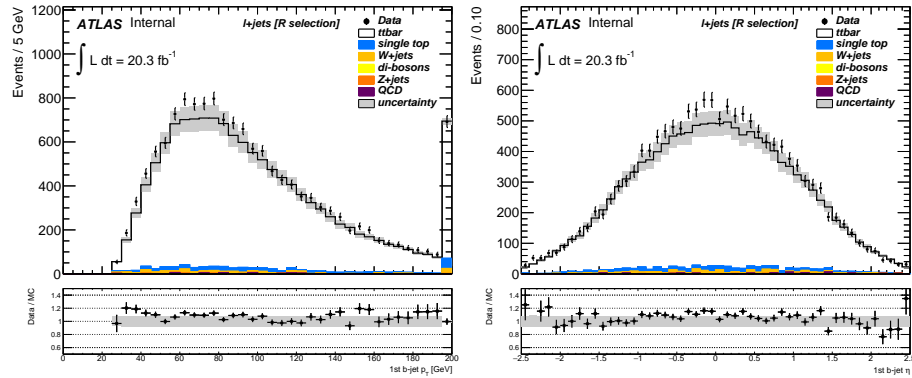 Events / 5 GeV
1200
1000
800
600
400
200
0
ATLAS Internal
l+jets [R selection]
∫ L dt = 20.3 fb⁻¹
Data
ttbar
single top
W+jets
di-bosons
Z+jets
QCD
uncertainty
Data / MC
1.4
1.2
1
0.8
0.6
0 20 40 60 80 100 120 140 160 180 200
1st b-jet p_T [GeV]
Events / 0.10
1000
800
600
400
200
0
ATLAS Internal
l+jets [R selection]
∫ L dt = 20.3 fb⁻¹
Data
ttbar
single top
W+jets
di-bosons
Z+jets
QCD
uncertainty
Data / MC
1.4
1.2
1
0.8
0.6
-2.5 -2 -1.5 -1 -0.5 0 0.5 1 1.5 2 2.5
1st b-jet η